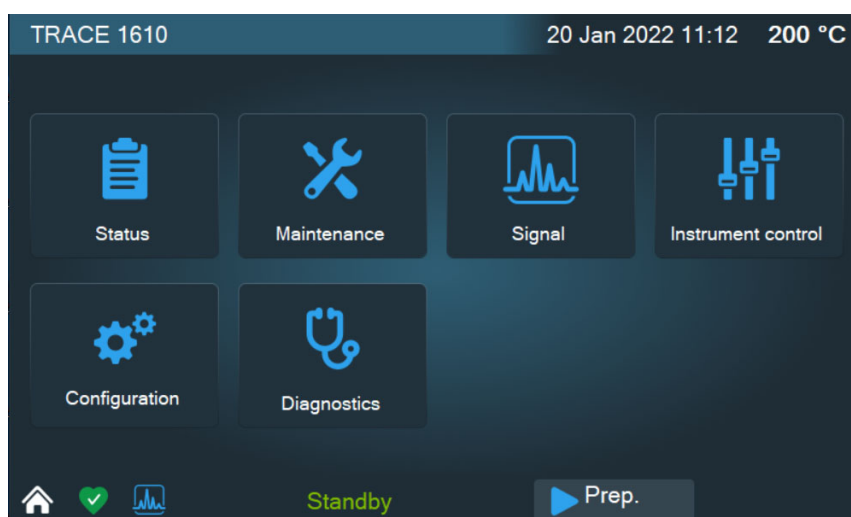 TRACE 1610 20 Jan 2022 11:12 200 °C
Status Maintenance Signal Instrument control
Configuration Diagnostics
Standby Prep.